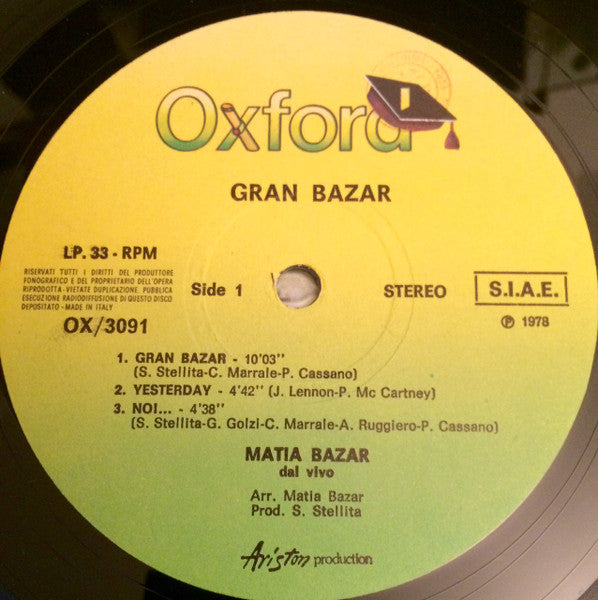 Oxford
GRAN BAZAR
LP. 33 - RPM
RISERVATI TUTTI I DIRITTI DEL PRODUTTORE
FONOGRAFICO E DEL PROPRIETARIO DELL'OPERA
RIPRODOTTA - VIETATE DUPLICAZIONE. PUBBLICA
ESECUZIONE RADIODIFFUSIONE DI QUESTO DISCO
DEPOSITATO - MADE IN ITALY
OX/3091
Side 1
STEREO
S.I.A.E.
℗ 1978
1. GRAN BAZAR - 10'03"
(S. Stellita-C. Marrale-P. Cassano)
2. YESTERDAY - 4'42" (J. Lennon-P. Mc Cartney)
3. NOI... - 4'38"
(S. Stellita-G. Golzi-C. Marrale-A. Ruggiero-P. Cassano)
MATIA BAZAR
dal vivo
Arr. Matia Bazar
Prod. S. Stellita
Ariston production